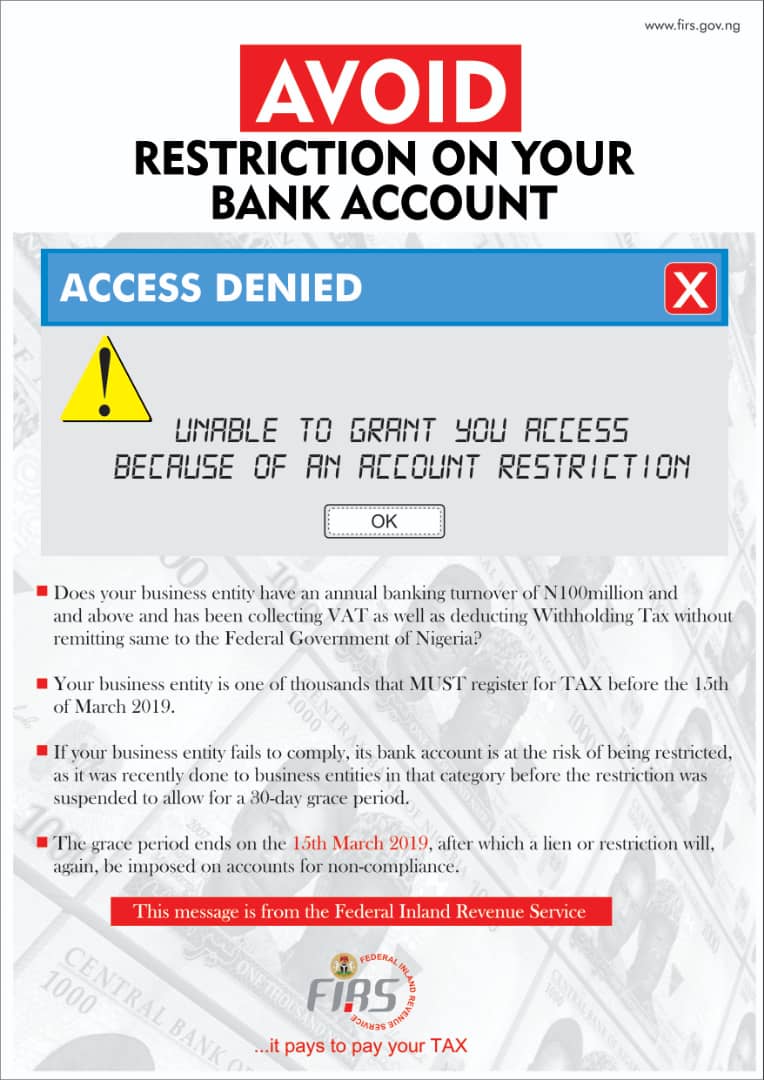 www.firs.gov.ng
AVOID
RESTRICTION ON YOUR
BANK ACCOUNT
ACCESS DENIED
X
!
UNABLE TO GRANT YOU ACCESS
BECAUSE OF AN ACCOUNT RESTRICTION
OK
Does your business entity have an annual banking turnover of N100million and
and above and has been collecting VAT as well as deducting Withholding Tax without
remitting same to the Federal Government of Nigeria?
Your business entity is one of thousands that MUST register for TAX before the 15th
of March 2019.
If your business entity fails to comply, its bank account is at the risk of being restricted,
as it was recently done to business entities in that category before the restriction was
suspended to allow for a 30-day grace period.
The grace period ends on the 15th March 2019, after which a lien or restriction will,
again, be imposed on accounts for non-compliance.
This message is from the Federal Inland Revenue Service
FIRS
FEDERAL INLAND REVENUE SERVICE
...it pays to pay your TAX
CENTRAL BANK OF
1000